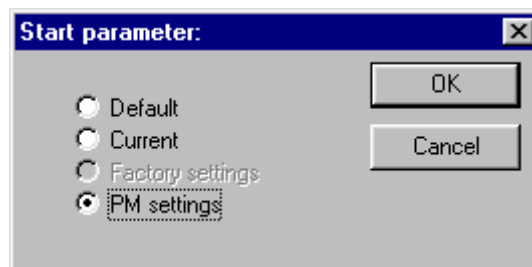 Start parameter:
OK
Default
Current
Cancel
Factory settings
PM settings